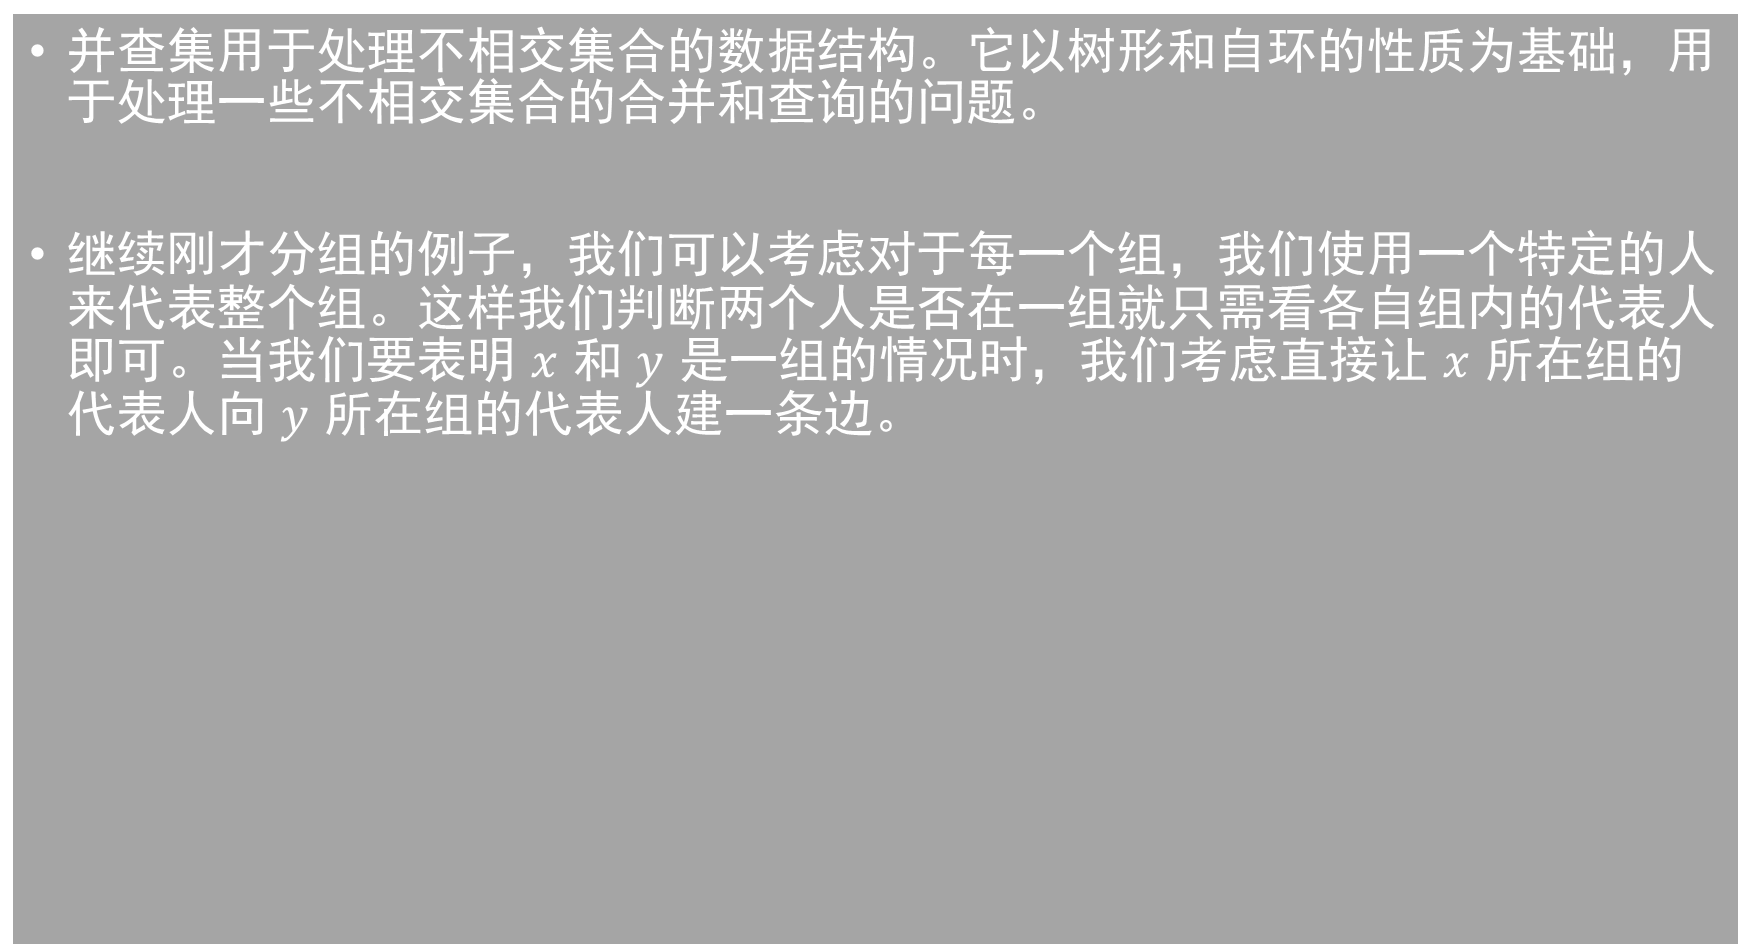 • 并查集用于处理不相交集合的数据结构。它以树形和自环的性质为基础，用
于处理一些不相交集合的合并和查询的问题。
• 继续刚才分组的例子，我们可以考虑对于每一个组，我们使用一个特定的人
来代表整个组。这样我们判断两个人是否在一组就只需看各自组内的代表人
即可。当我们要表明 x 和 y 是一组的情况时，我们考虑直接让 x 所在组的
代表人向 y 所在组的代表人建一条边。